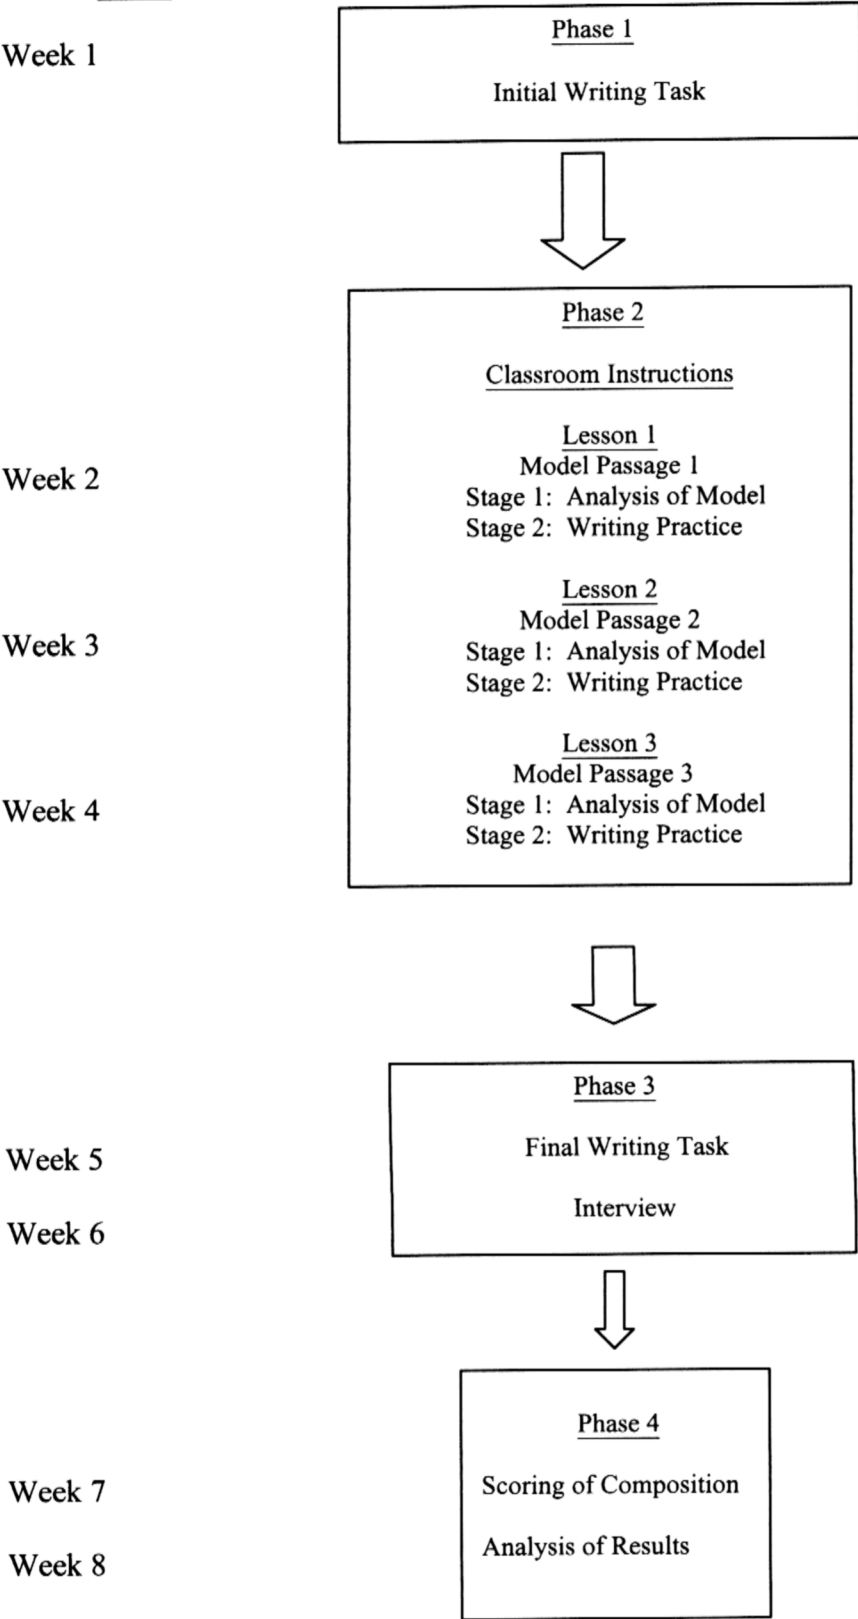 Phase 1
Week 1
Initial Writing Task
Phase 2
Classroom Instructions
Lesson 1
Model Passage 1
Week 2
Stage 1: Analysis of Model
Stage 2: Writing Practice
Lesson 2
Model Passage 2
Week 3
Stage 1: Analysis of Model
Stage 2: Writing Practice
Lesson 3
Model Passage 3
Week 4
Stage 1: Analysis of Model
Stage 2: Writing Practice
Phase 3
Week 5
Final Writing Task
Week 6
Interview
Phase 4
Week 7
Scoring of Composition
Week 8
Analysis of Results